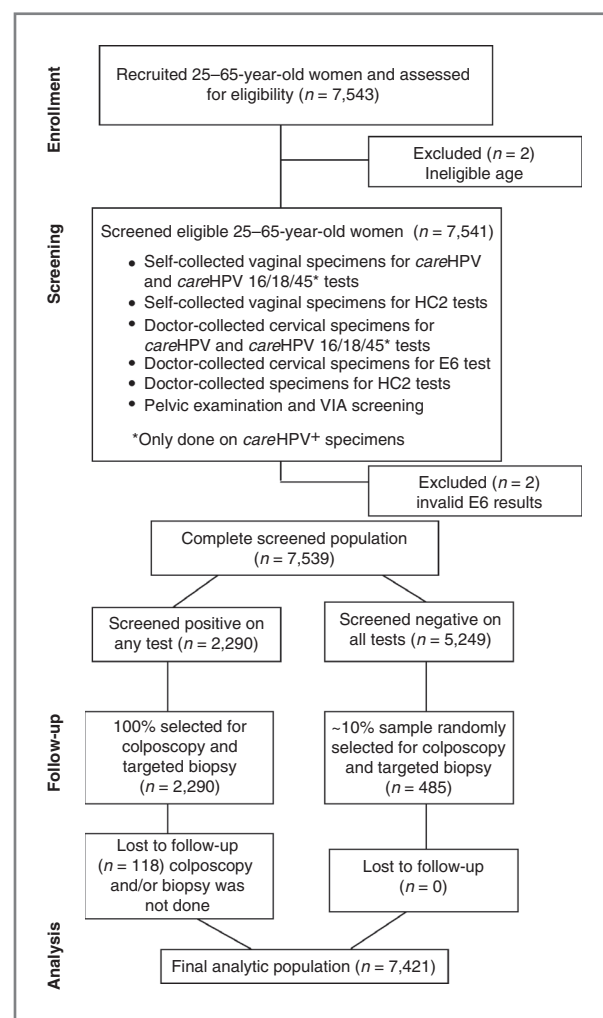 Enrollment
Recruited 25–65-year-old women and assessed
for eligibility (n = 7,543)
Excluded (n = 2)
Ineligible age
Screening
Screened eligible 25–65-year-old women (n = 7,541)
• Self-collected vaginal specimens for careHPV
and careHPV 16/18/45* tests
• Self-collected vaginal specimens for HC2 tests
• Doctor-collected cervical specimens for
careHPV and careHPV 16/18/45* tests
• Doctor-collected cervical specimens for E6 test
• Doctor-collected specimens for HC2 tests
• Pelvic examination and VIA screening
*Only done on careHPV+ specimens
Excluded (n = 2)
invalid E6 results
Complete screened population
(n = 7,539)
Screened positive on
any test (n = 2,290)
Screened negative on
all tests (n = 5,249)
Follow-up
100% selected for
colposcopy and
targeted biopsy
(n = 2,290)
~10% sample randomly
selected for colposcopy
and targeted biopsy
(n = 485)
Lost to follow-up
(n = 118) colposcopy
and/or biopsy was
not done
Lost to follow-up
(n = 0)
Analysis
Final analytic population (n = 7,421)